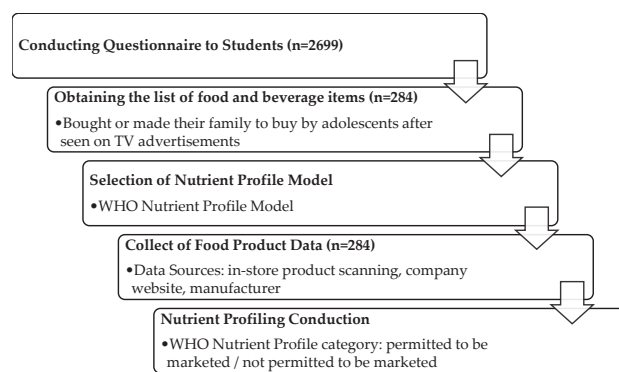 Conducting Questionnaire to Students (n=2699)
Obtaining the list of food and beverage items (n=284)
•Bought or made their family to buy by adolescents after
seen on TV advertisements
Selection of Nutrient Profile Model
•WHO Nutrient Profile Model
Collect of Food Product Data (n=284)
•Data Sources: in-store product scanning, company
website, manufacturer
Nutrient Profiling Conduction
•WHO Nutrient Profile category: permitted to be
marketed / not permitted to be marketed